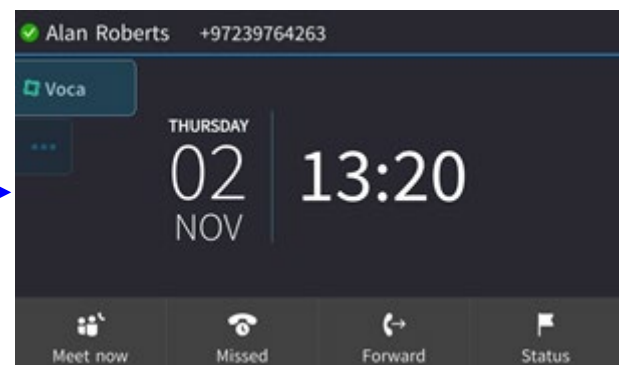 Alan Roberts +97239764263
Voca
...
THURSDAY
02
NOV
13:20
Meet now Missed Forward Status